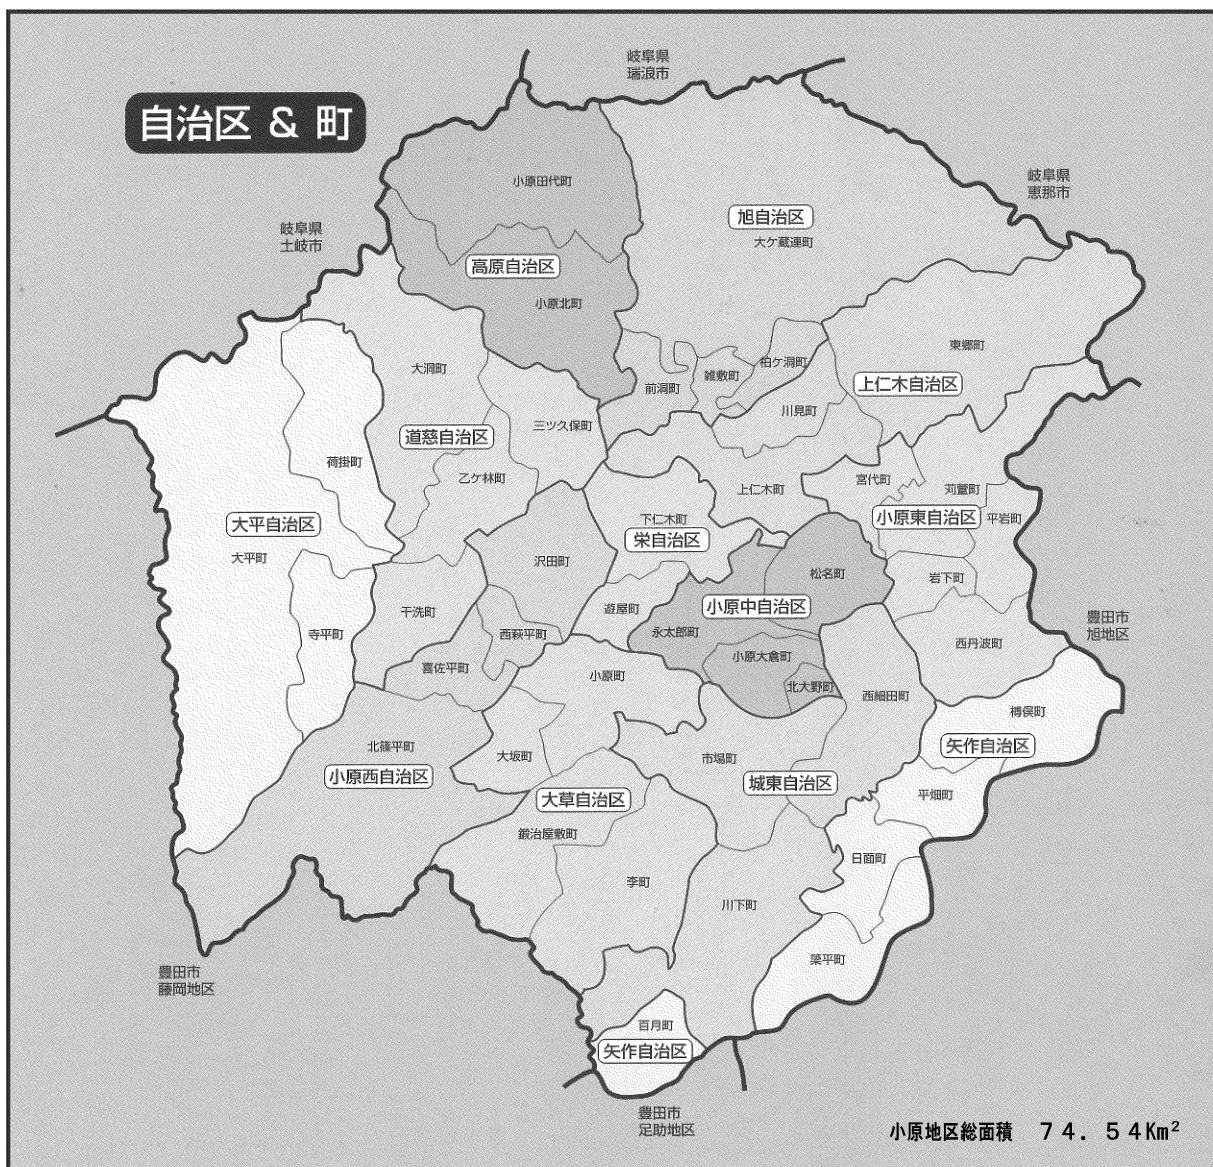 自治区 & 町
岐阜県
瑞浪市
岐阜県
恵那市
岐阜県
土岐市
小原田代町
旭自治区
大ケ蔵連町
高原自治区
小原北町
東郷町
大洞町
前洞町
雑敷町
柏ケ洞町
上仁木自治区
川見町
道慈自治区
三ツ久保町
荷掛町
乙ケ林町
上仁木町
宮代町
苅萱町
大平自治区
下仁木町
小原東自治区
平岩町
栄自治区
大平町
沢田町
松名町
岩下町
干洗町
遊屋町
小原中自治区
豊田市
旭地区
寺平町
西萩平町
永太郎町
西丹波町
喜佐平町
小原町
小原大倉町
北大野町
西細田町
榑俣町
北篠平町
大坂町
市場町
矢作自治区
小原西自治区
城東自治区
大草自治区
平畑町
鍛治屋敷町
日面町
李町
川下町
簗平町
豊田市
藤岡地区
百月町
矢作自治区
豊田市
足助地区
小原地区総面積 74.54Km²